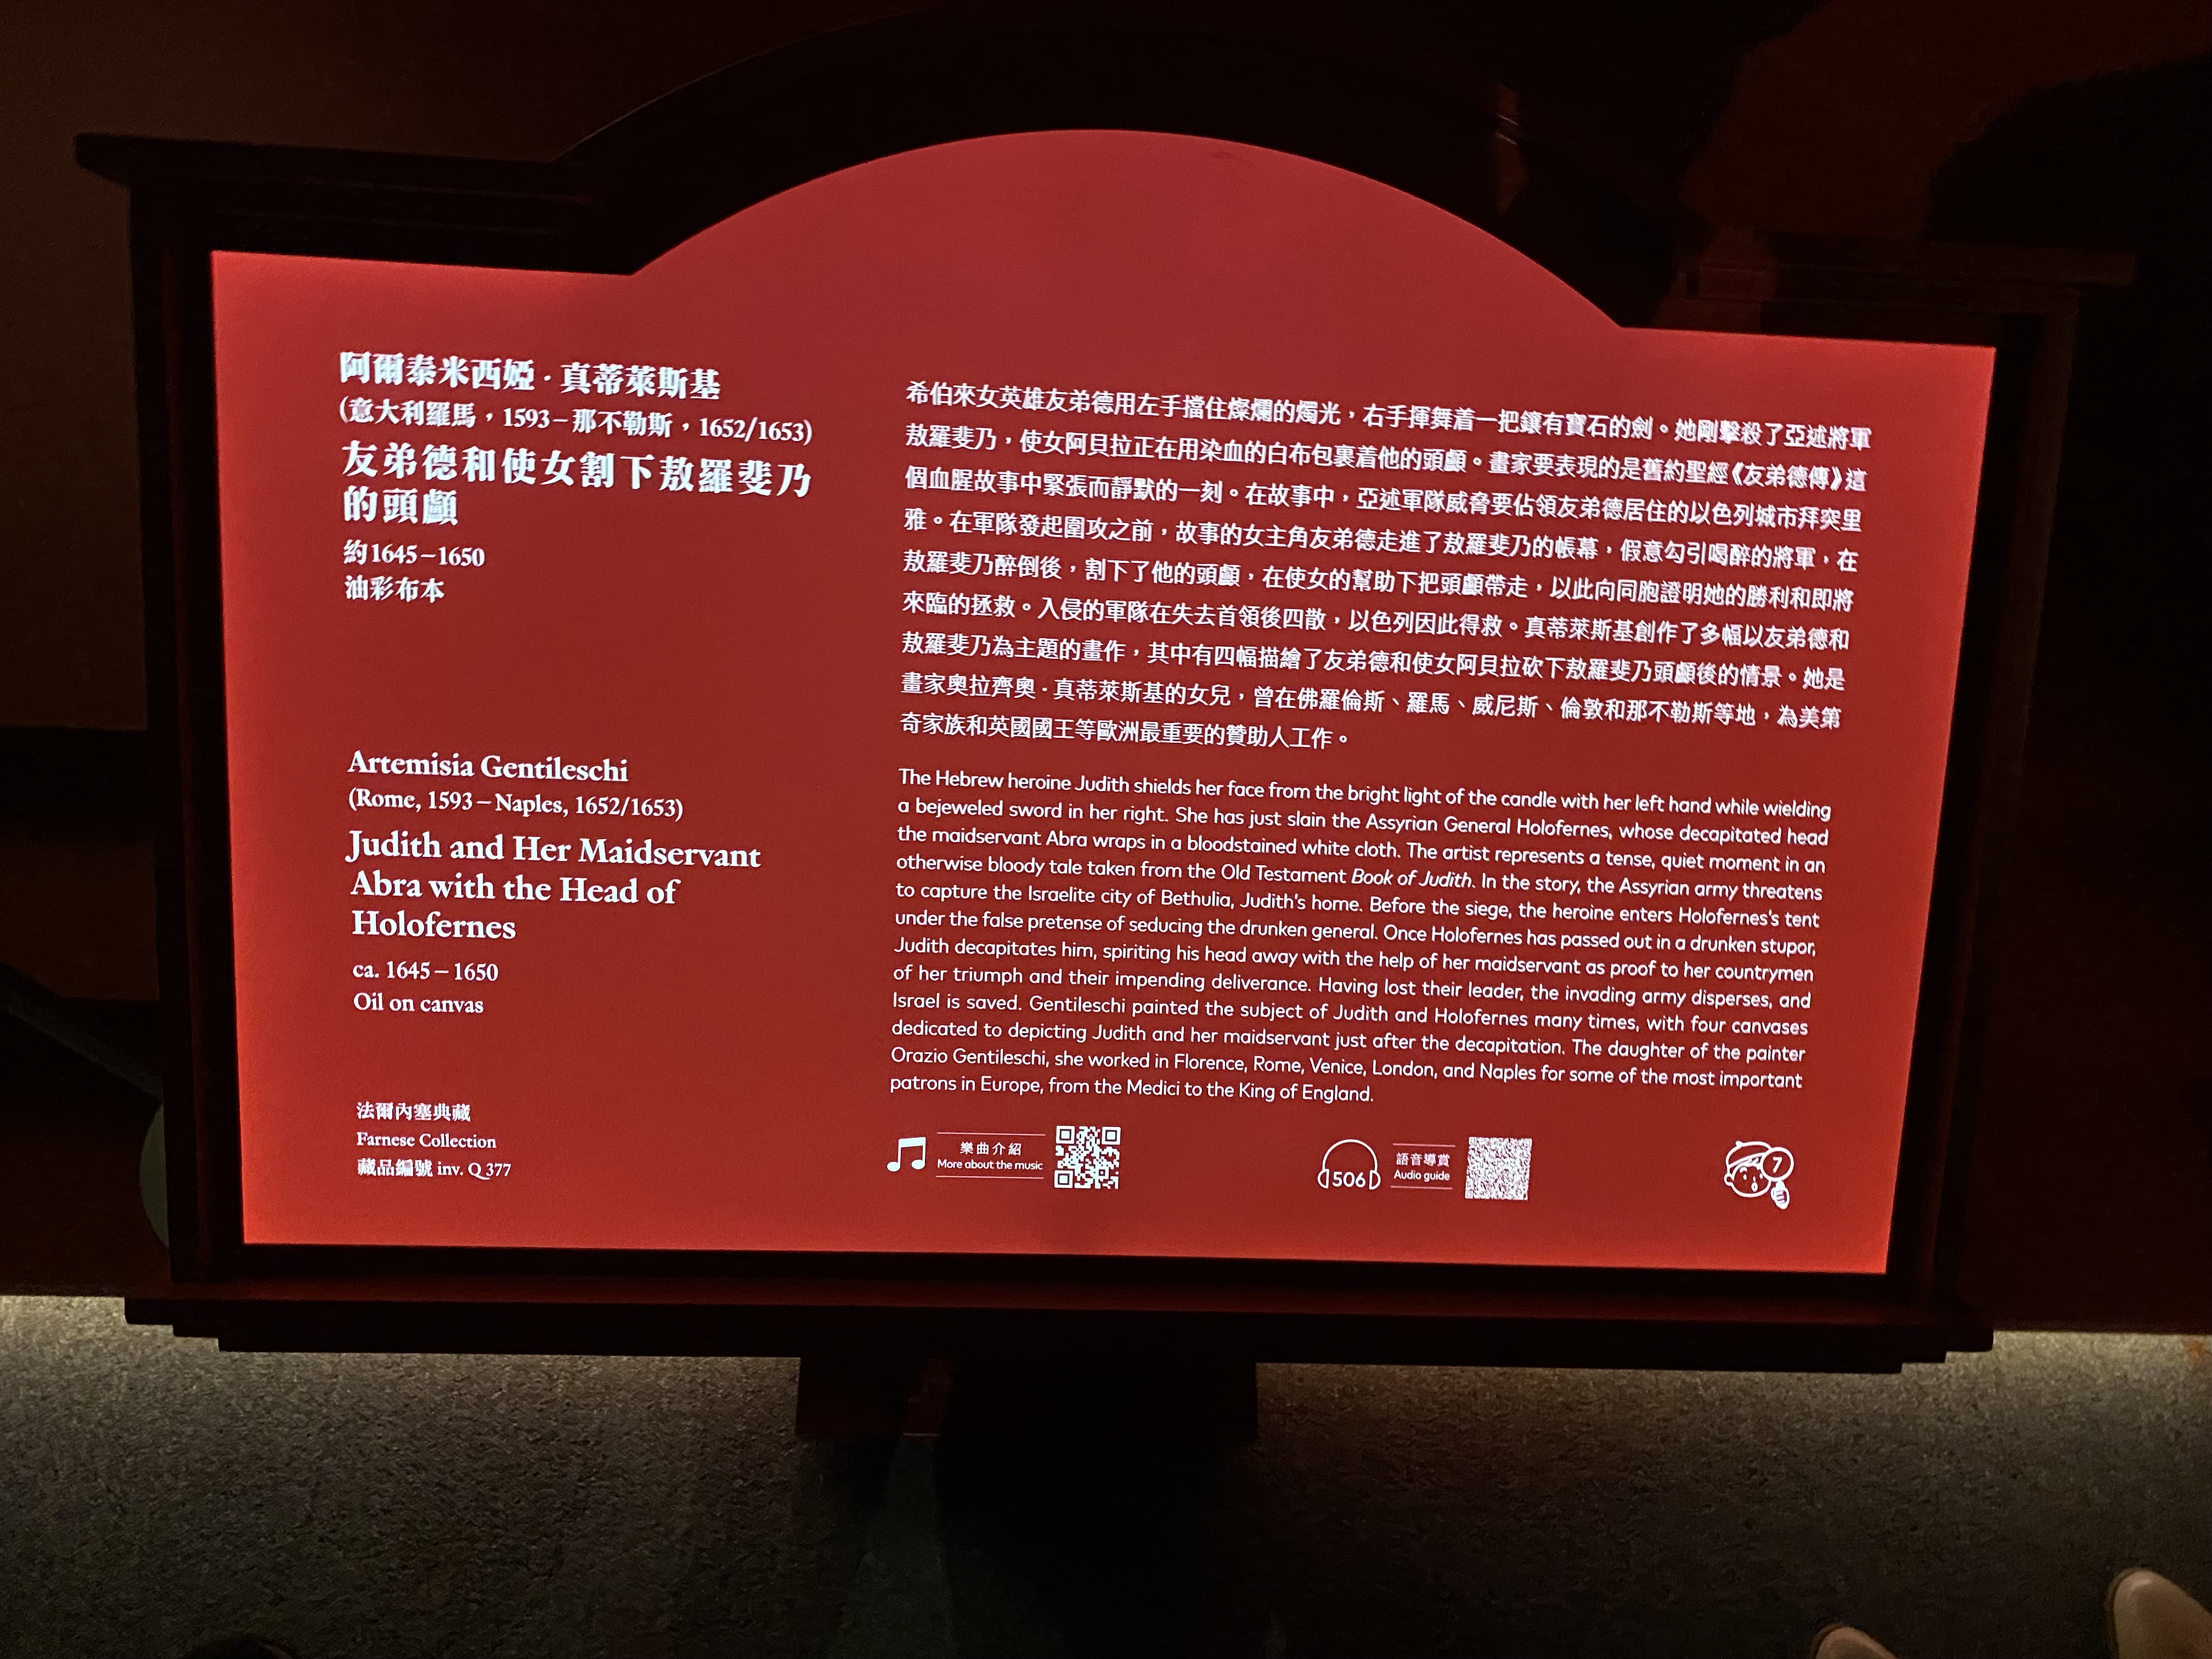 阿爾泰米西婭·真蒂萊斯基
(意大利羅馬，1593–那不勒斯，1652/1653)
友弟德和使女割下敖羅斐乃
的頭顱
約1645–1650
油彩布本
希伯來女英雄友弟德用左手擋住燦爛的燭光，右手揮舞着一把鑲有寶石的劍。她剛擊殺了亞述將軍
敖羅斐乃，使女阿貝拉正在用染血的白布包裹着他的頭顱。畫家要表現的是舊約聖經《友弟德傳》這
個血腥故事中緊張而靜默的一刻。在故事中，亞述軍隊威脅要佔領友弟德居住的以色列城市拜突里
雅。在軍隊發起圍攻之前，故事的女主角友弟德走進了敖羅斐乃的帳幕，假意勾引喝醉的將軍，在
敖羅斐乃醉倒後，割下了他的頭顱，在使女的幫助下把頭顱帶走，以此向同胞證明她的勝利和即將
來臨的拯救。入侵的軍隊在失去首領後四散，以色列因此得救。真蒂萊斯基創作了多幅以友弟德和
敖羅斐乃為主題的畫作，其中有四幅描繪了友弟德和使女阿貝拉砍下敖羅斐乃頭顱後的情景。她是
畫家奧拉齊奧·真蒂萊斯基的女兒，曾在佛羅倫斯、羅馬、威尼斯、倫敦和那不勒斯等地，為美第
奇家族和英國國王等歐洲最重要的贊助人工作。
Artemisia Gentileschi
(Rome, 1593–Naples, 1652/1653)
Judith and Her Maidservant
Abra with the Head of
Holofernes
ca. 1645–1650
Oil on canvas
The Hebrew heroine Judith shields her face from the bright light of the candle with her left hand while wielding
a bejeweled sword in her right. She has just slain the Assyrian General Holofernes, whose decapitated head
the maidservant Abra wraps in a bloodstained white cloth. The artist represents a tense, quiet moment in an
otherwise bloody tale taken from the Old Testament Book of Judith. In the story, the Assyrian army threatens
to capture the Israelite city of Bethulia, Judith's home. Before the siege, the heroine enters Holofernes's tent
under the false pretense of seducing the drunken general. Once Holofernes has passed out in a drunken stupor,
Judith decapitates him, spiriting his head away with the help of her maidservant as proof to her countrymen
of her triumph and their impending deliverance. Having lost their leader, the invading army disperses, and
Israel is saved. Gentileschi painted the subject of Judith and Holofernes many times, with four canvases
dedicated to depicting Judith and her maidservant just after the decapitation. The daughter of the painter
Orazio Gentileschi, she worked in Florence, Rome, Venice, London, and Naples for some of the most important
patrons in Europe, from the Medici to the King of England.
法爾內塞典藏
Farnese Collection
藏品編號 inv. Q 377
樂曲介紹
More about the music
506
語音導賞
Audio guide
7